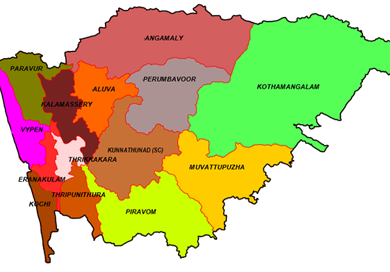 ANGAMALY
PARAVUR
PERUMBAVOOR
KOTHAMANGALAM
ALUVA
KALAMASSERY
VYPEN
KUNNATHUNAD (SC)
THRIKKAKARA
MUVATTUPUZHA
ERANAKULAM
THRIPUNITHURA
KOCHI
PIRAVOM